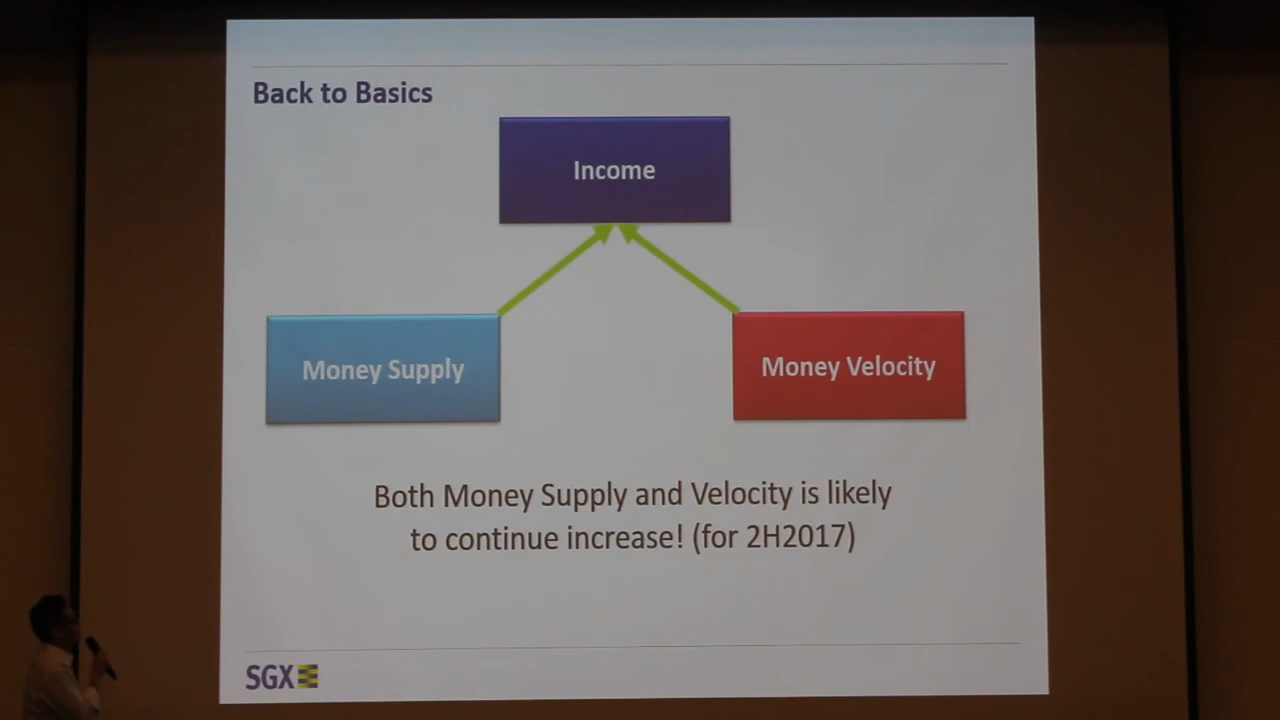 Back to Basics
Income
Money Supply
Money Velocity
Both Money Supply and Velocity is likely
to continue increase! (for 2H2017)
SGX